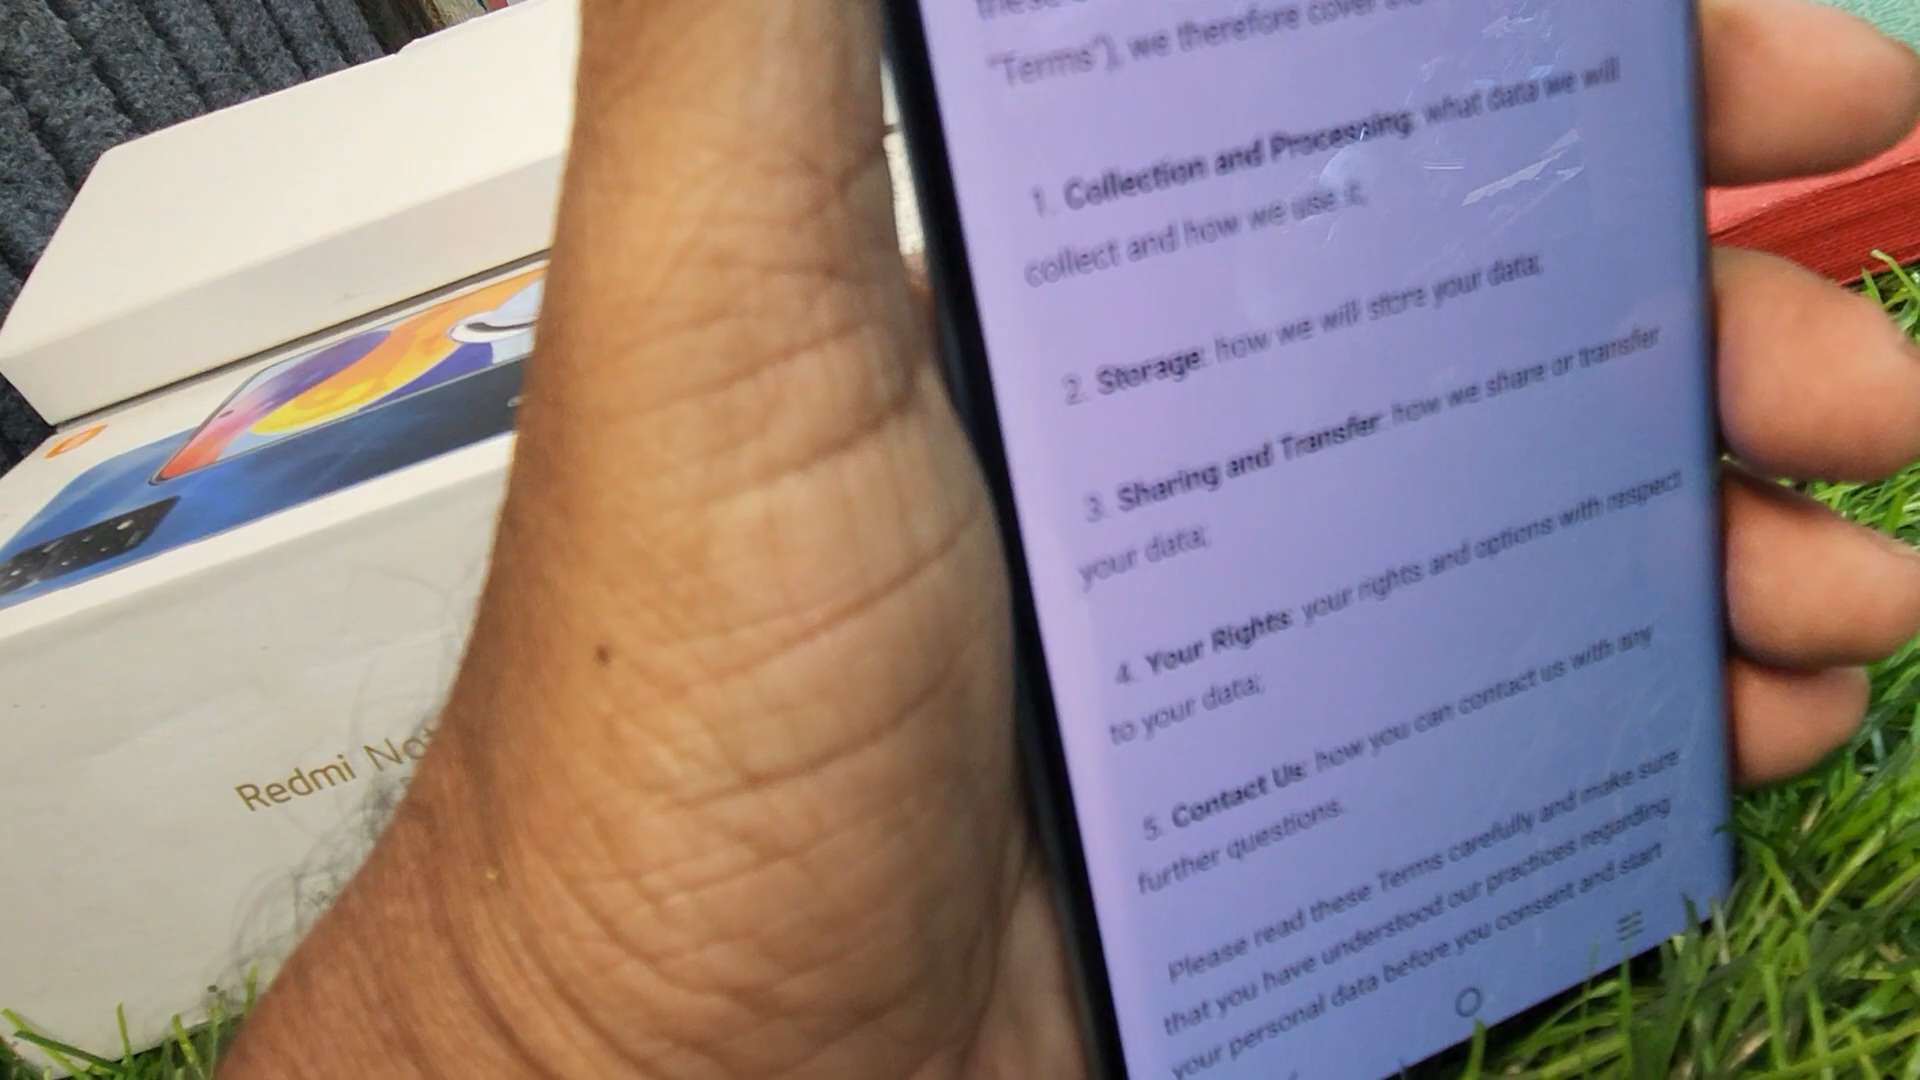 "Terms"), we therefore cover
1. Collection and Processing: what data we will
collect and how we use it;
2. Storage: how we will store your data;
3. Sharing and Transfer: how we share or transfer
your data;
4. Your Rights: your rights and options with respect
to your data;
5. Contact Us: how you can contact us with any
further questions.
Please read these Terms carefully and make sure
that you have understood our practices regarding
your personal data before you consent and start
Redmi